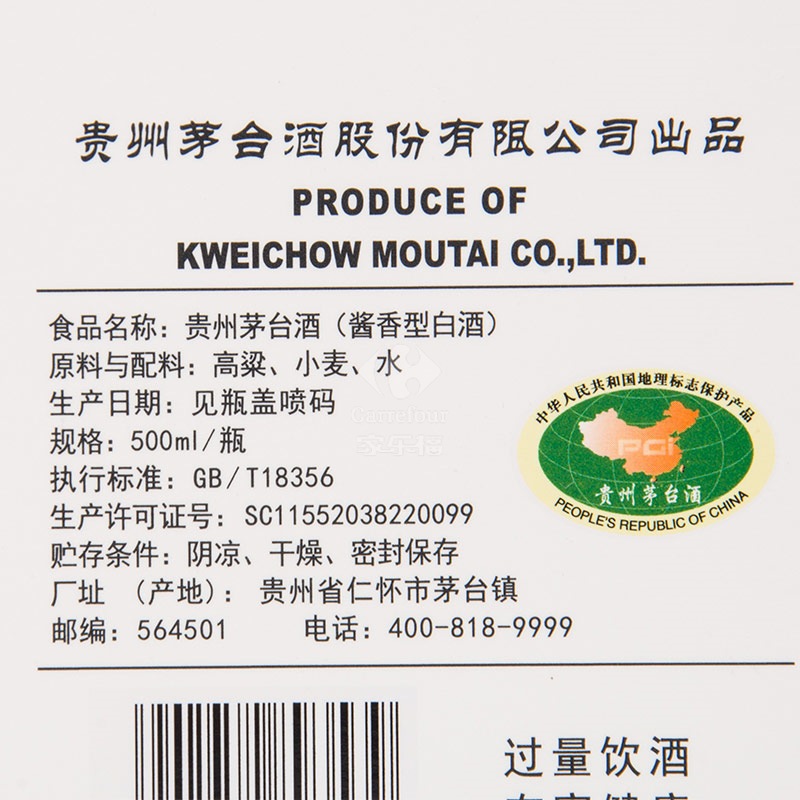 贵州茅台酒股份有限公司出品
PRODUCE OF
KWEICHOW MOUTAI CO.,LTD.
食品名称：贵州茅台酒（酱香型白酒）
原料与配料：高粱、小麦、水
生产日期：见瓶盖喷码
规格：500ml/瓶
执行标准：GB/T18356
生产许可证号：SC11552038220099
贮存条件：阴凉、干燥、密封保存
厂址 （产地）：贵州省仁怀市茅台镇
邮编：564501 电话：400-818-9999
中华人民共和国地理标志保护产品
PGI
贵州茅台酒
PEOPLE'S REPUBLIC OF CHINA
Carrefour
家乐福
过量饮酒